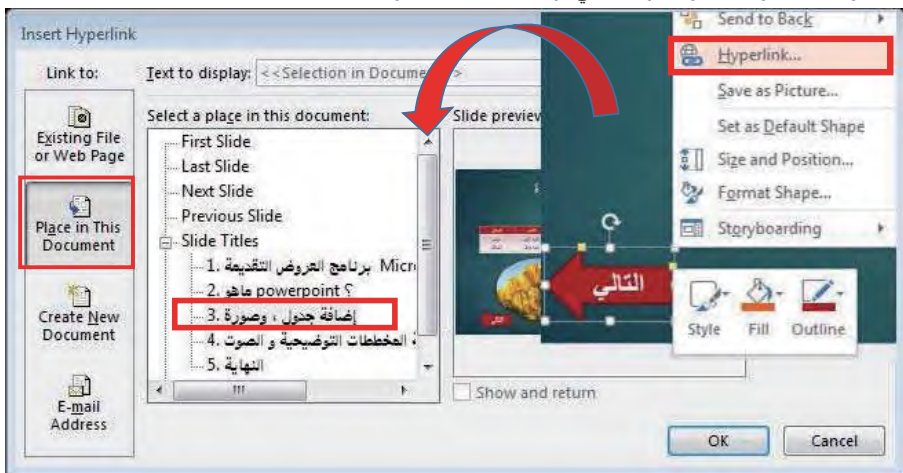 Insert Hyperlink
Link to:
Text to display: <<Selection in Docume >
Existing File
or Web Page
Place in This
Document
Create New
Document
E-mail
Address
Select a place in this document:
First Slide
Last Slide
Next Slide
Previous Slide
Slide Titles
1. برنامج العروض التقديمية Micr
2. ماهو powerpoint ؟
3. إضافة جدول ، وصورة
4. المخططات التوضيحية و الصوت
5. النهاية
Slide preview
Show and return
التالي
Send to Back
Hyperlink...
Save as Picture...
Set as Default Shape
Size and Position...
Format Shape...
Storyboarding
Style Fill Outline
OK Cancel